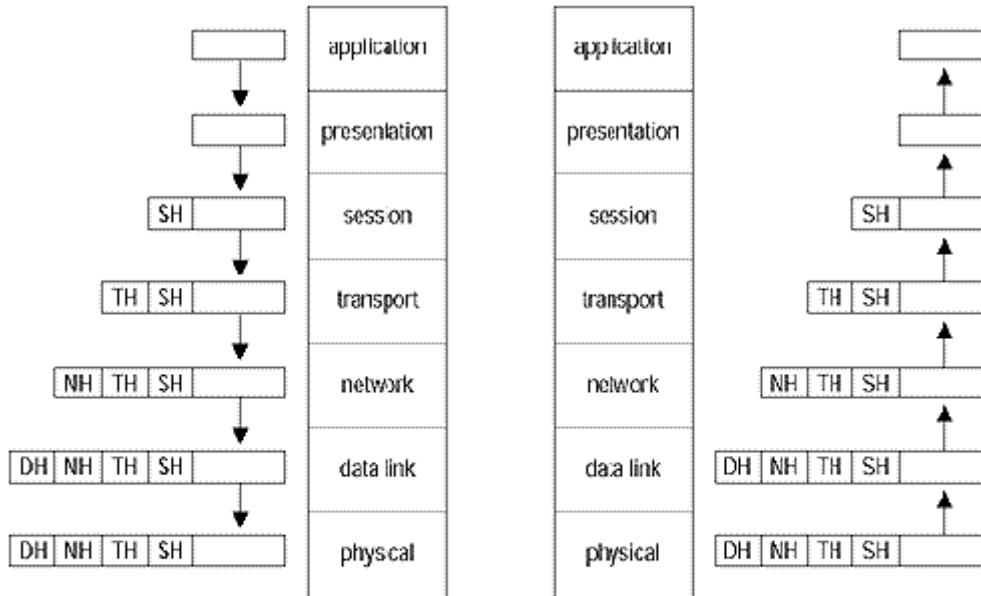 application application
presentation presentation
SH session session SH
TH SH transport transport TH SH
NH TH SH network network NH TH SH
DH NH TH SH data link data link DH NH TH SH
DH NH TH SH physical physical DH NH TH SH